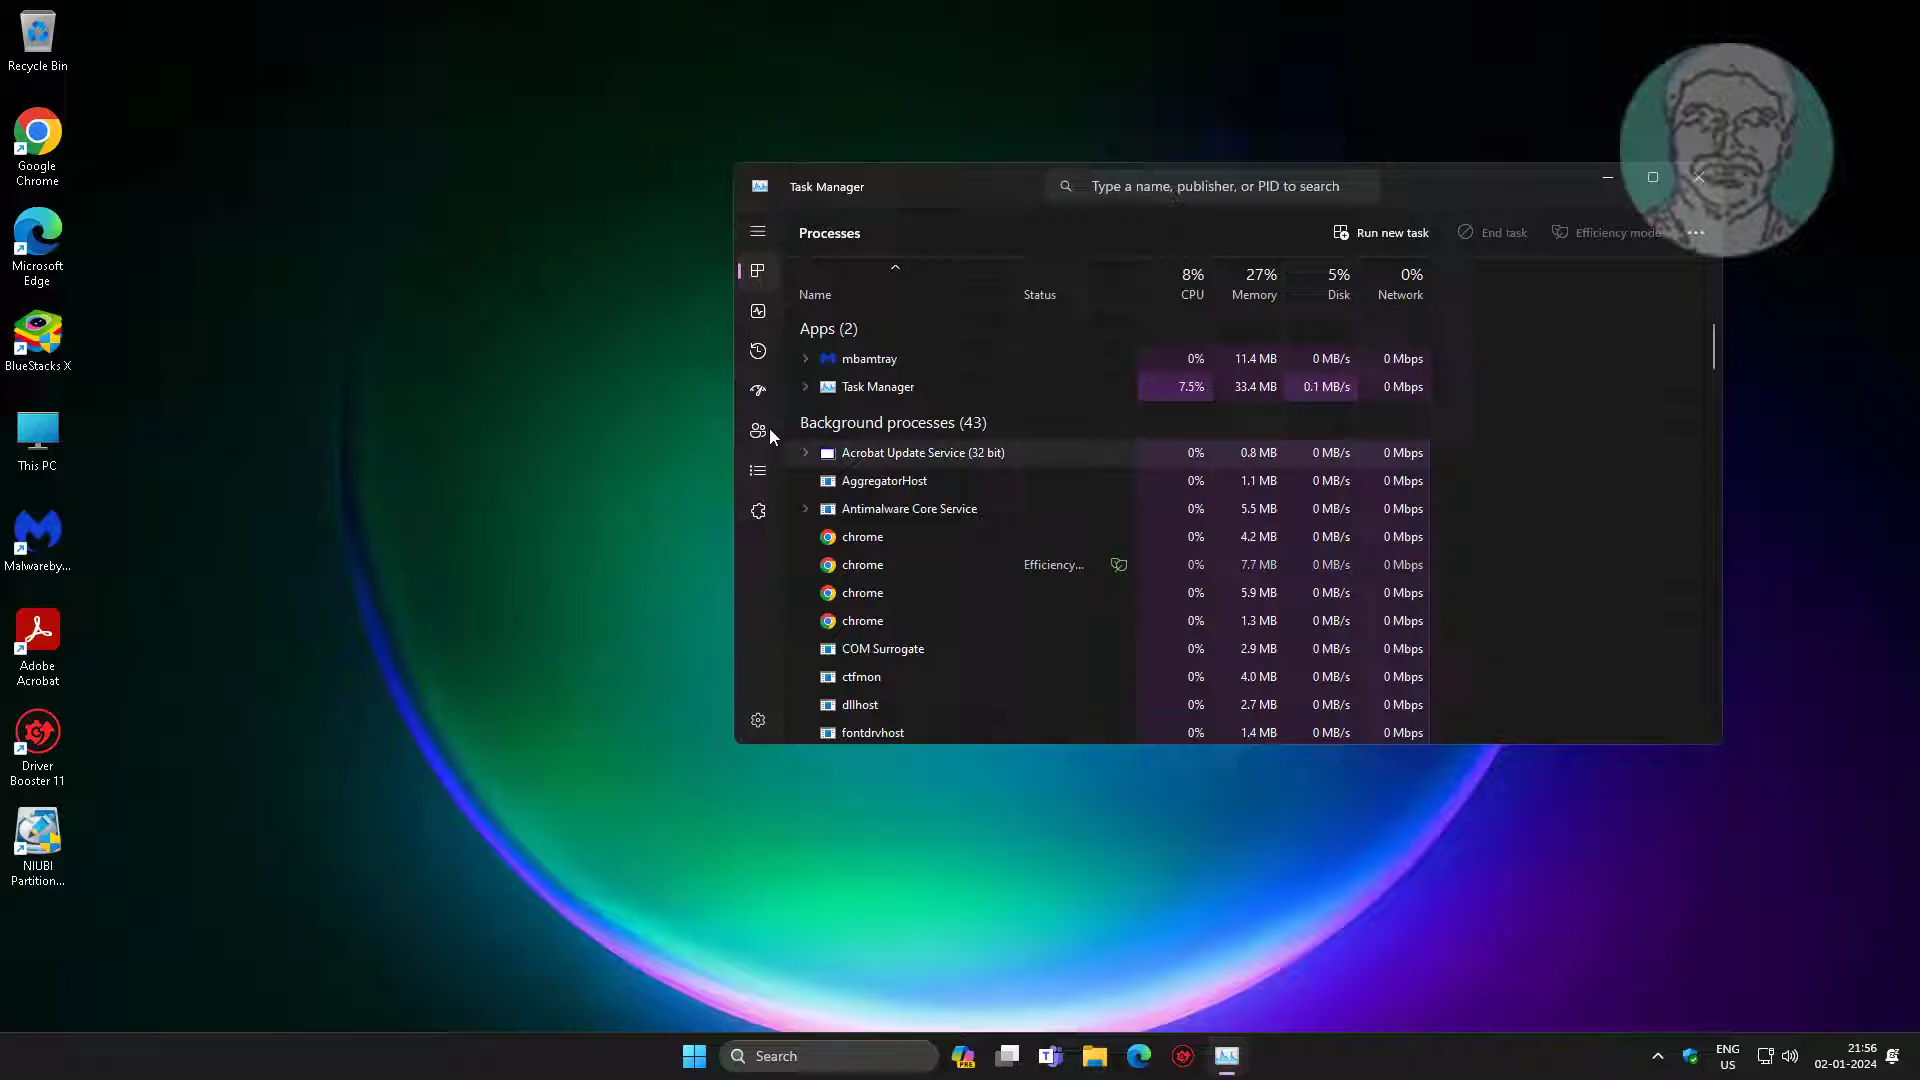 Recycle Bin
Google
Chrome
Microsoft
Edge
BlueStacks X
This PC
Malwareby...
Adobe
Acrobat
Driver
Booster 11
NIUBI
Partition...
Task Manager
Type a name, publisher, or PID to search
Processes
Run new task
End task
Efficiency mode
8% 27% 5% 0%
Name Status CPU Memory Disk Network
Apps (2)
mbamtray 0% 11.4 MB 0 MB/s 0 Mbps
Task Manager 7.5% 33.4 MB 0.1 MB/s 0 Mbps
Background processes (43)
Acrobat Update Service (32 bit) 0% 0.8 MB 0 MB/s 0 Mbps
AggregatorHost 0% 1.1 MB 0 MB/s 0 Mbps
Antimalware Core Service 0% 5.5 MB 0 MB/s 0 Mbps
chrome 0% 4.2 MB 0 MB/s 0 Mbps
chrome Efficiency... 0% 7.7 MB 0 MB/s 0 Mbps
chrome 0% 5.9 MB 0 MB/s 0 Mbps
chrome 0% 1.3 MB 0 MB/s 0 Mbps
COM Surrogate 0% 2.9 MB 0 MB/s 0 Mbps
ctfmon 0% 4.0 MB 0 MB/s 0 Mbps
dllhost 0% 2.7 MB 0 MB/s 0 Mbps
fontdrvhost 0% 1.4 MB 0 MB/s 0 Mbps
Search
PRE
ENG
US
21:56
02-01-2024